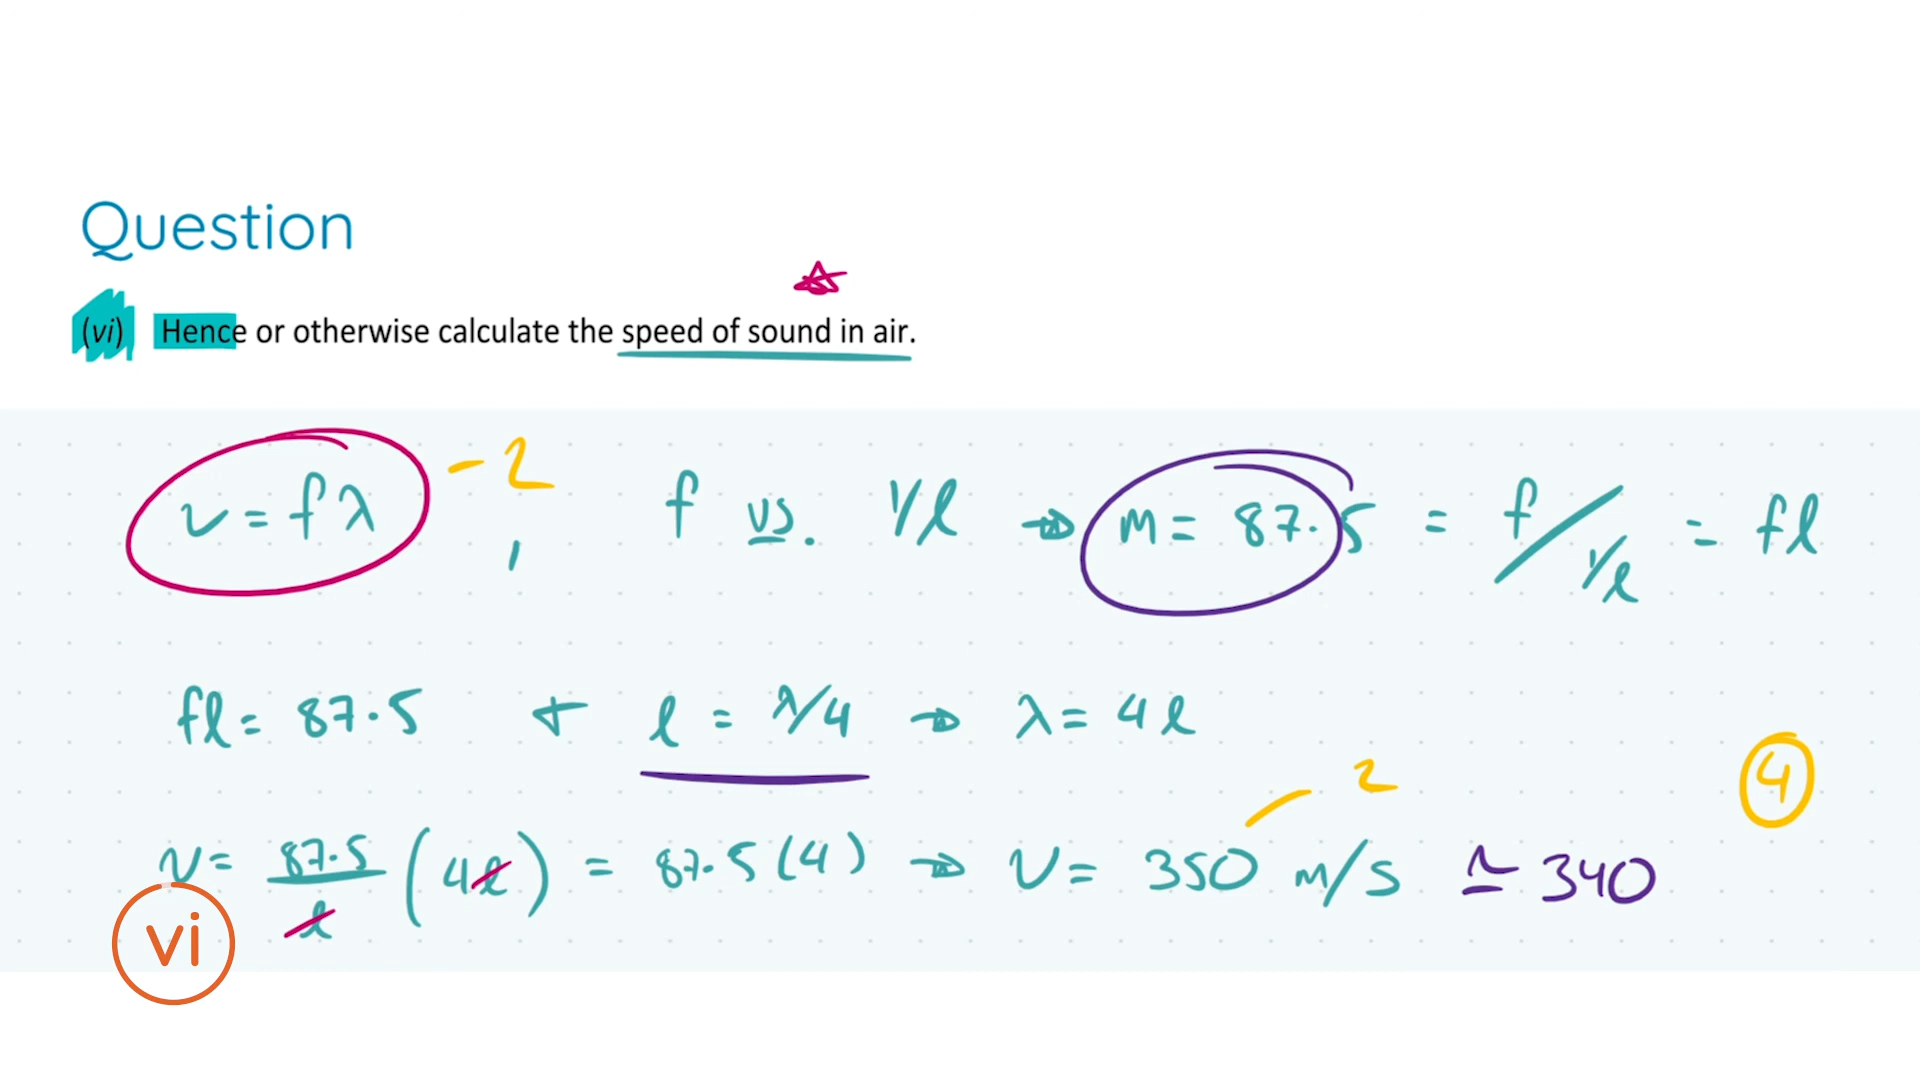 Question
(vi) Hence or otherwise calculate the speed of sound in air.
v = fλ - 2 , f vs. 1/l → m = 87.5 = f/1/l = fl
fl = 87.5 + l = λ/4 → λ = 4l
2
4
v = 87.5/l (4l) = 87.5(4) → v = 350 m/s ≃ 340
vi